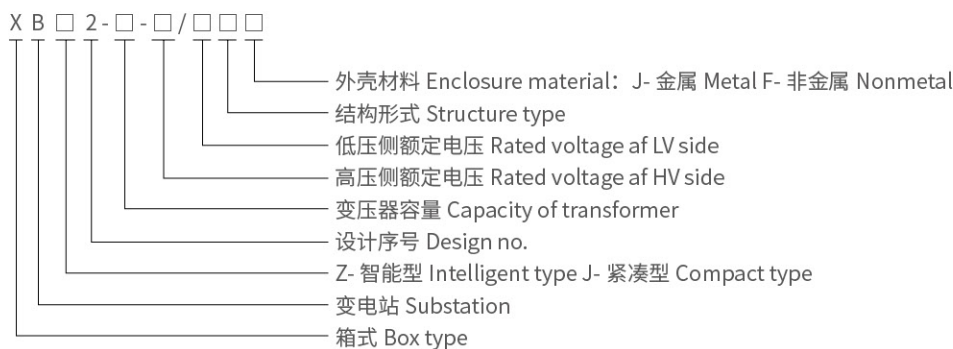 X B □ 2 - □ - □ / □ □ □
外壳材料 Enclosure material：J- 金属 Metal F- 非金属 Nonmetal
结构形式 Structure type
低压侧额定电压 Rated voltage af LV side
高压侧额定电压 Rated voltage af HV side
变压器容量 Capacity of transformer
设计序号 Design no.
Z- 智能型 Intelligent type J- 紧凑型 Compact type
变电站 Substation
箱式 Box type